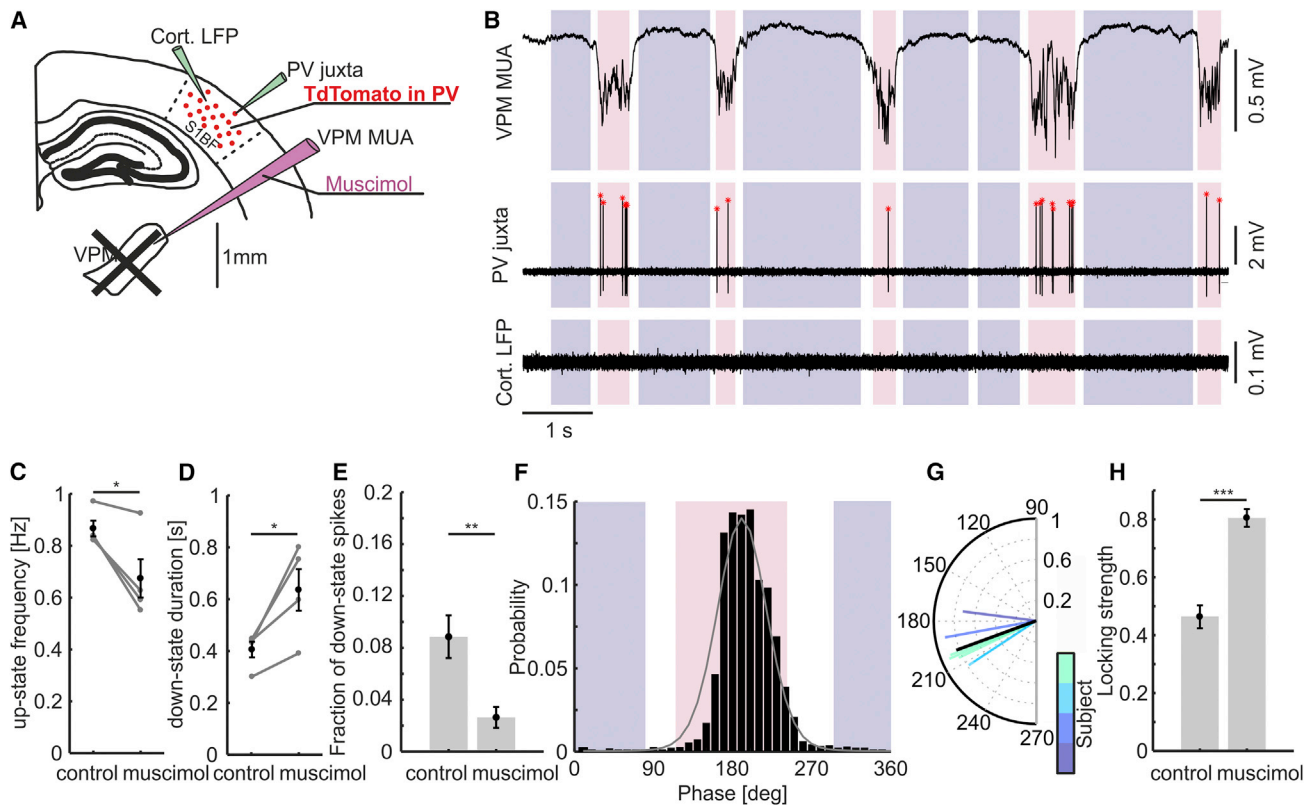 A
Cort. LFP
PV juxta
TdTomato in PV
S1BF
VPM MUA
Muscimol
VPM
1mm
B
VPM MUA
0.5 mV
PV juxta
2 mV
Cort. LFP
0.1 mV
1 s
C
up-state frequency [Hz]
1
0.8
0.6
0.4
0.2
0
*
control muscimol
D
down-state duration [s]
1
0.8
0.6
0.4
0.2
0
*
control muscimol
E
Fraction of down-state spikes
0.2
0.16
0.12
0.08
0.04
0
**
control muscimol
F
Probability
0.15
0.1
0.05
0
0 90 180 270 360
Phase [deg]
G
90
120
150
180
210
240
270
1
0.6
0.2
Subject
H
Locking strength
0.8
0.6
0.4
0.2
0
***
control muscimol